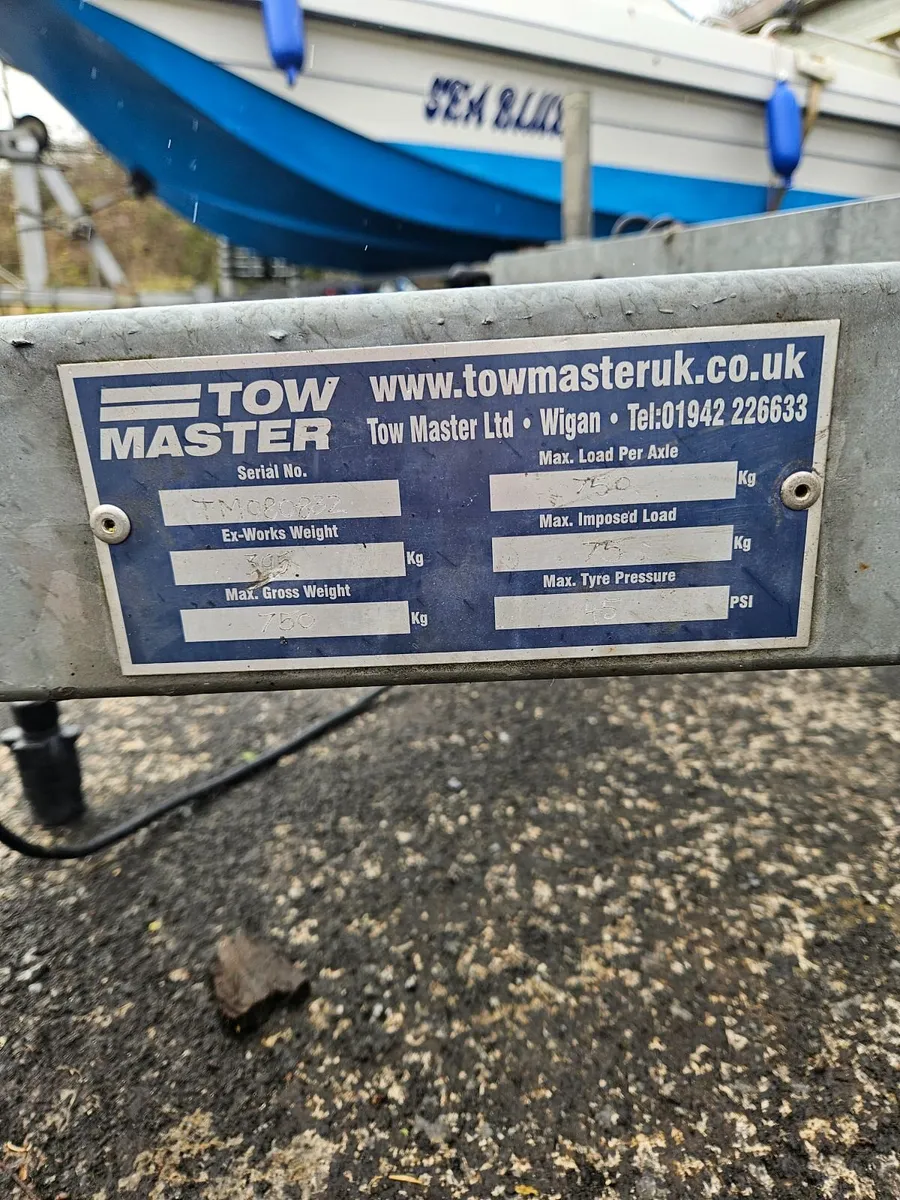 SEA BLUE
TOW MASTER
www.towmasteruk.co.uk
Tow Master Ltd • Wigan • Tel:01942 226633
Serial No.
Ex-Works Weight
Kg
Max. Gross Weight
750 Kg
Max. Load Per Axle
750 Kg
Max. Imposed Load
75 Kg
Max. Tyre Pressure
45 PSI